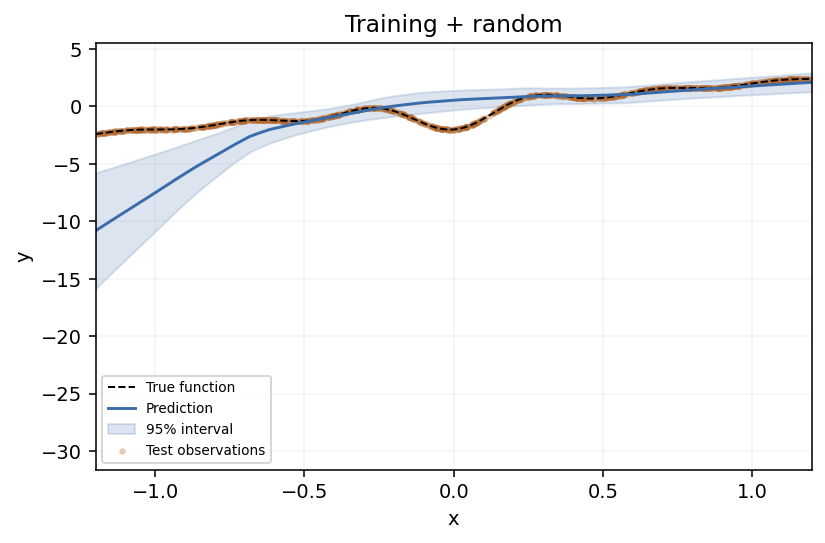 Training + random
5
0
−5
−10
−15
−20
−25
−30
y
True function
Prediction
95% interval
Test observations
−1.0
−0.5
0.0
0.5
1.0
x